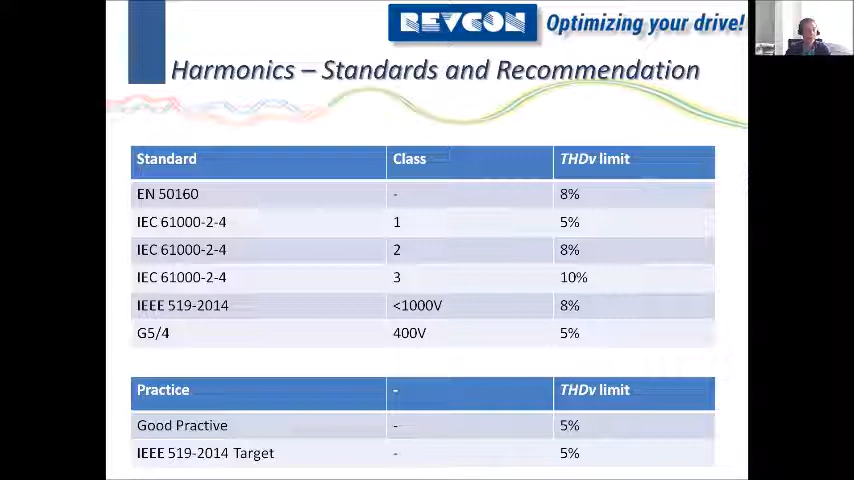 REVCON Optimizing your drive!
Harmonics – Standards and Recommendation
Standard Class THDv limit
EN 50160 - 8%
IEC 61000-2-4 1 5%
IEC 61000-2-4 2 8%
IEC 61000-2-4 3 10%
IEEE 519-2014 <1000V 8%
G5/4 400V 5%
Practice - THDv limit
Good Practive - 5%
IEEE 519-2014 Target - 5%